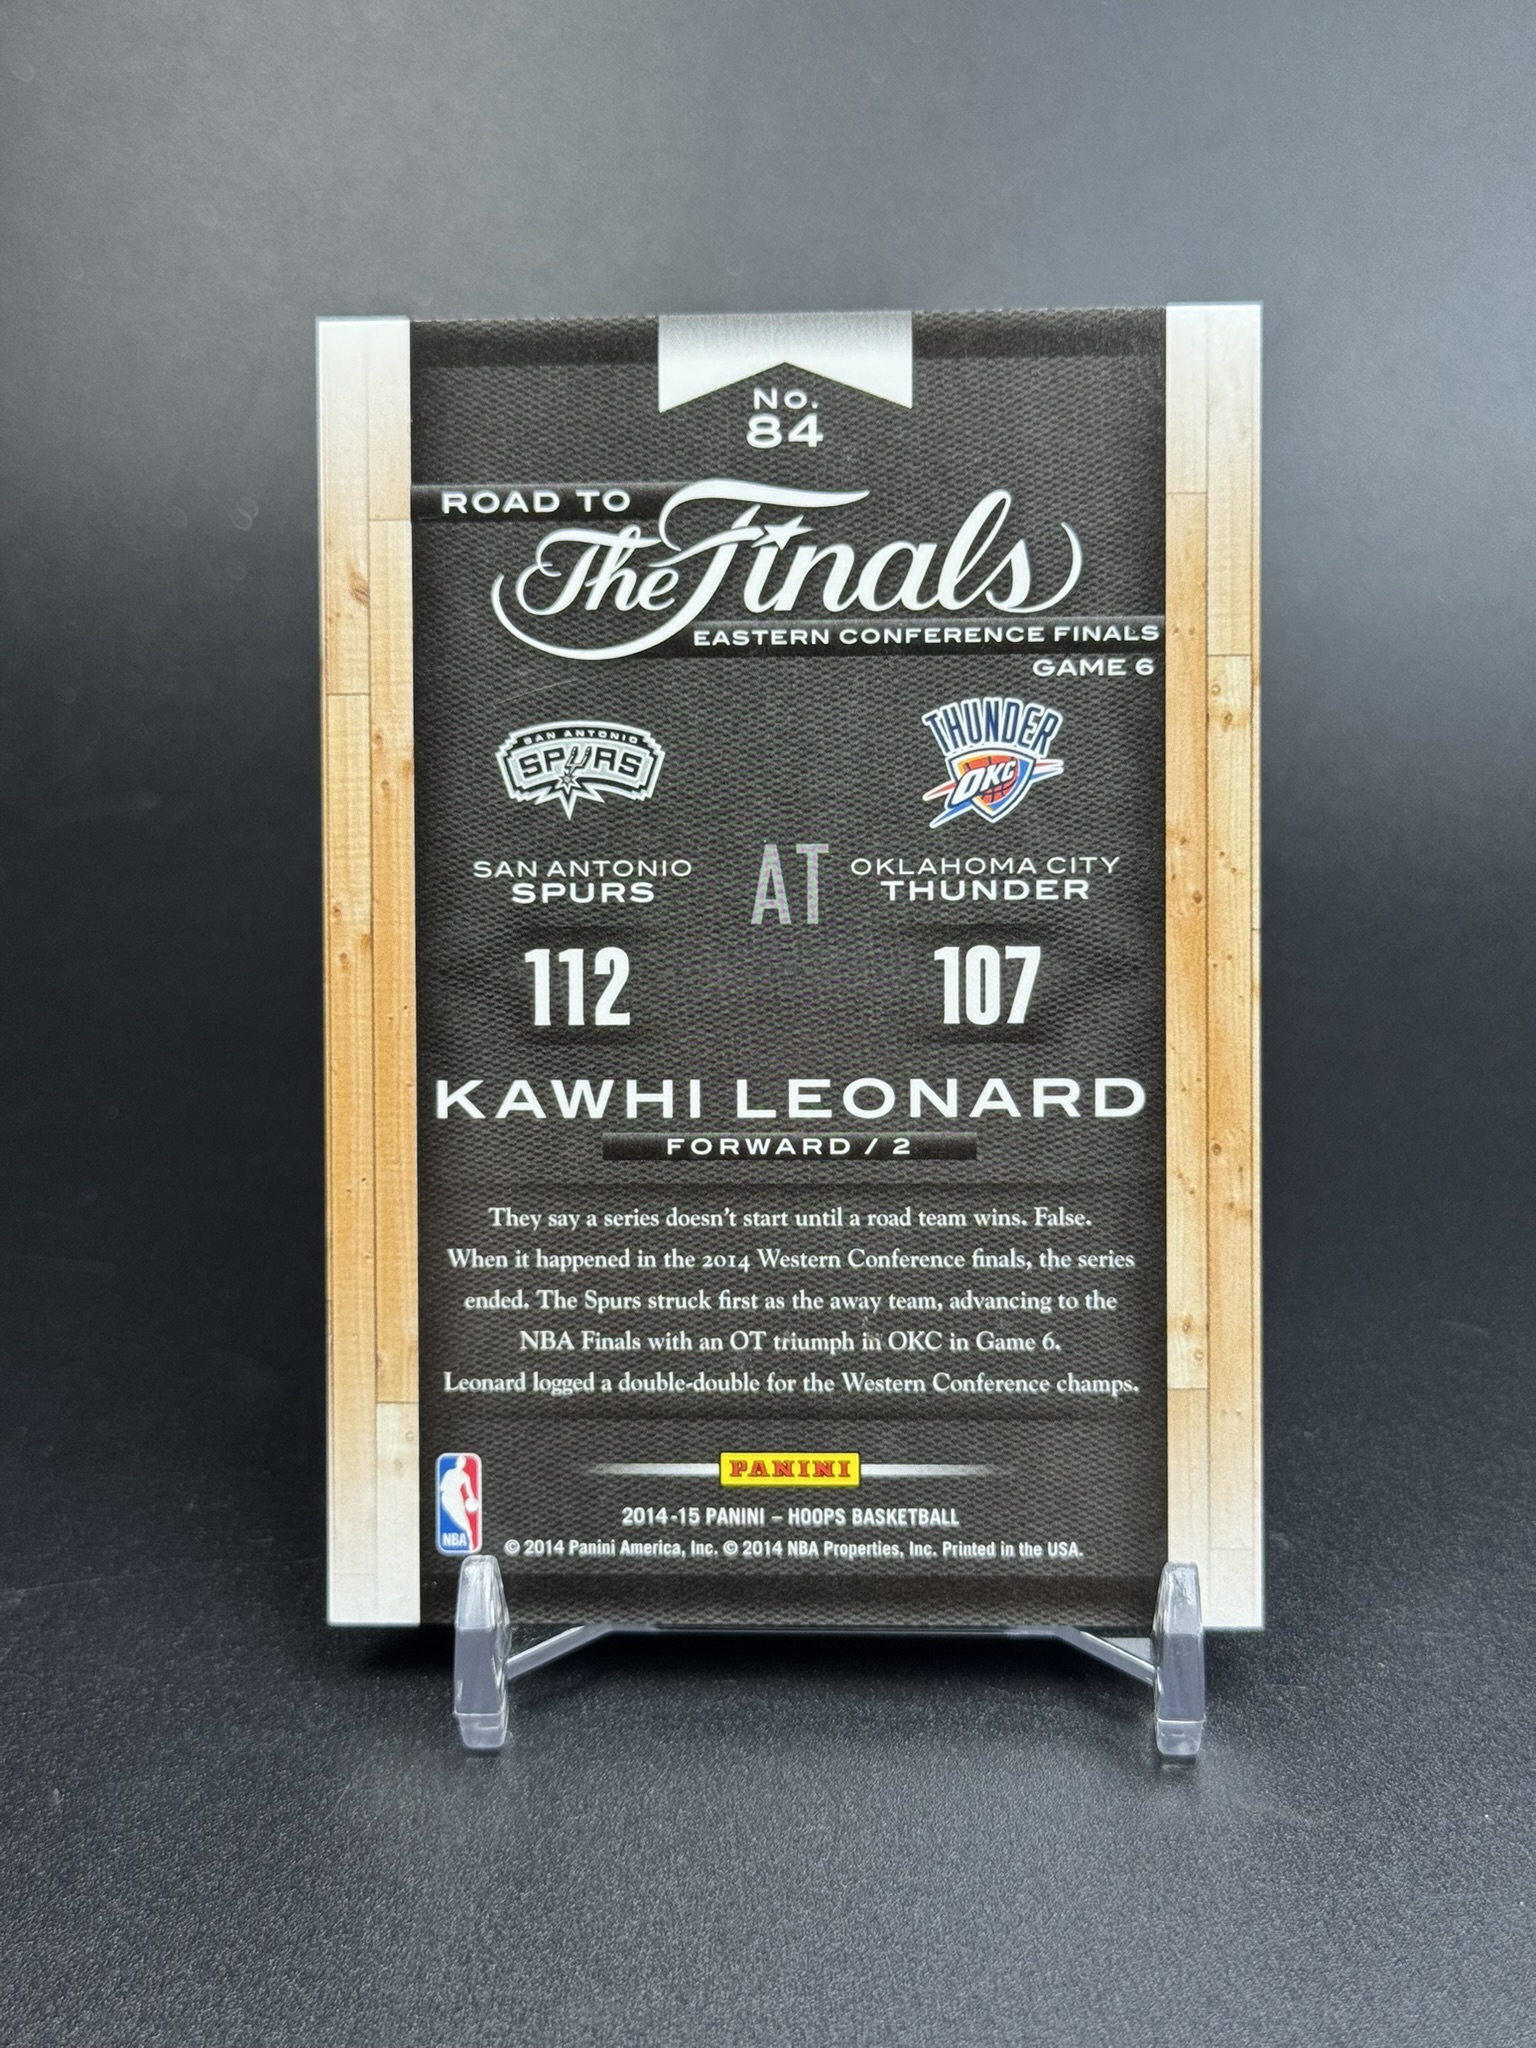 No.
84
ROAD TO
The Finals
EASTERN CONFERENCE FINALS
GAME 6
SAN ANTONIO
SPURS
THUNDER
OKC
SAN ANTONIO
SPURS
AT
OKLAHOMA CITY
THUNDER
112
107
KAWHI LEONARD
FORWARD / 2
They say a series doesn't start until a road team wins. False.
When it happened in the 2014 Western Conference finals, the series
ended. The Spurs struck first as the away team, advancing to the
NBA Finals with an OT triumph in OKC in Game 6.
Leonard logged a double-double for the Western Conference champs.
PANINI
NBA
2014-15 PANINI – HOOPS BASKETBALL
© 2014 Panini America, Inc. © 2014 NBA Properties, Inc. Printed in the USA.